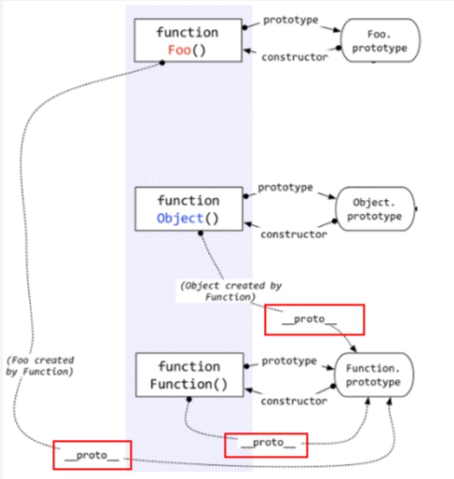 function
Foo()
prototype
constructor
Foo.
prototype
function
Object()
prototype
constructor
Object.
prototype
(Object created by
Function)
__proto__
(Foo created
by Function)
function
Function()
prototype
constructor
Function.
prototype
__proto__
__proto__